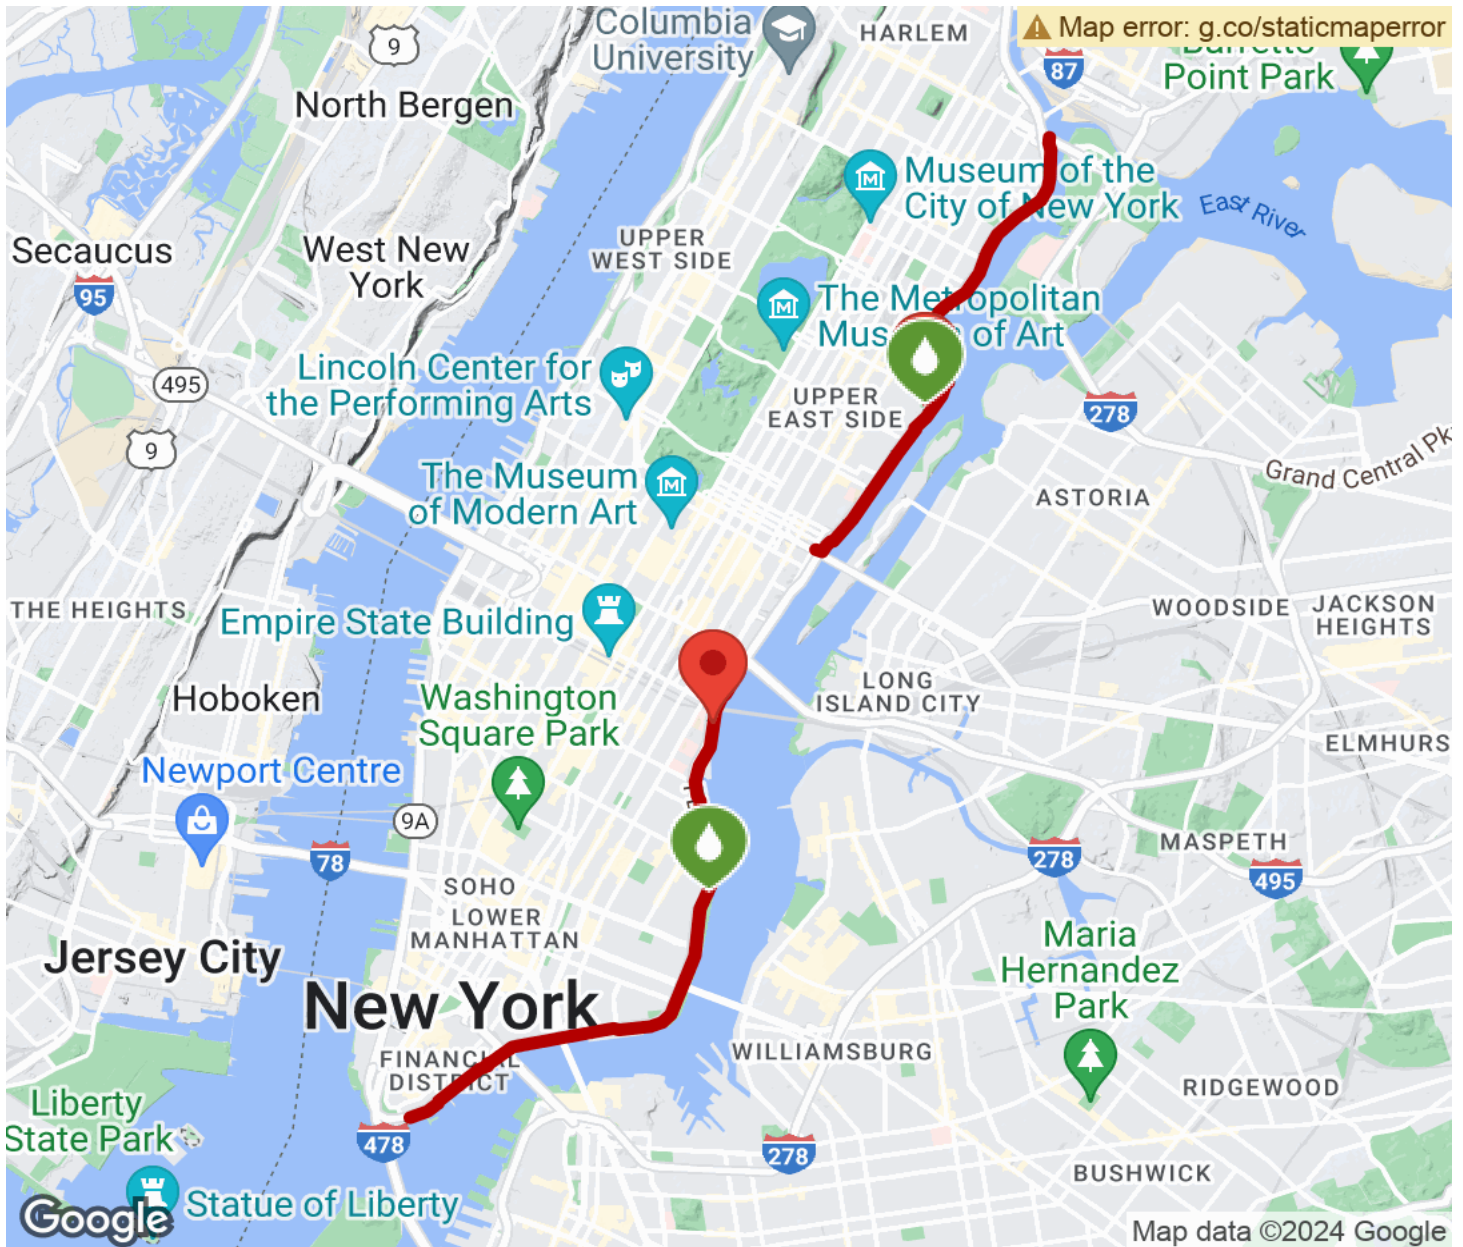 Columbia
University
HARLEM
Map error: g.co/staticmaperror
9
87
Barretto
Point Park
North Bergen
Museum of the
City of New York
East River
Secaucus
95
West New
York
UPPER
WEST SIDE
The Metropolitan
Museum of Art
Lincoln Center for
the Performing Arts
495
UPPER
EAST SIDE
278
9
Grand Central Pk
The Museum
of Modern Art
ASTORIA
THE HEIGHTS
Empire State Building
WOODSIDE
JACKSON
HEIGHTS
Hoboken
Washington
Square Park
LONG
ISLAND CITY
ELMHURS
Newport Centre
9A
78
MASPETH
278
495
SOHO
LOWER
MANHATTAN
Jersey City
New York
Maria
Hernandez
Park
FINANCIAL
DISTRICT
WILLIAMSBURG
RIDGEWOOD
Liberty
State Park
478
278
BUSHWICK
Statue of Liberty
Google
Map data ©2024 Google